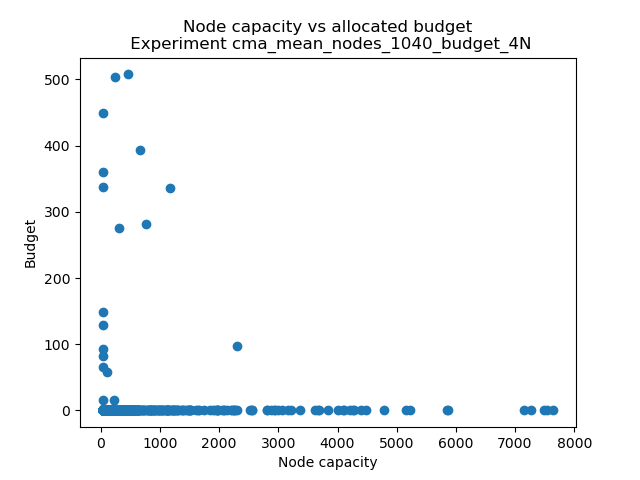 Node capacity vs allocated budget
Experiment cma_mean_nodes_1040_budget_4N
500
400
300
200
100
0
Budget
0 1000 2000 3000 4000 5000 6000 7000 8000
Node capacity